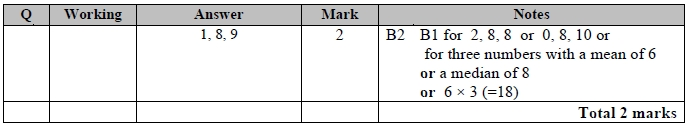 Q Working Answer Mark Notes
1, 8, 9 2 B2 B1 for 2, 8, 8 or 0, 8, 10 or
for three numbers with a mean of 6
or a median of 8
or 6 × 3 (=18)
Total 2 marks